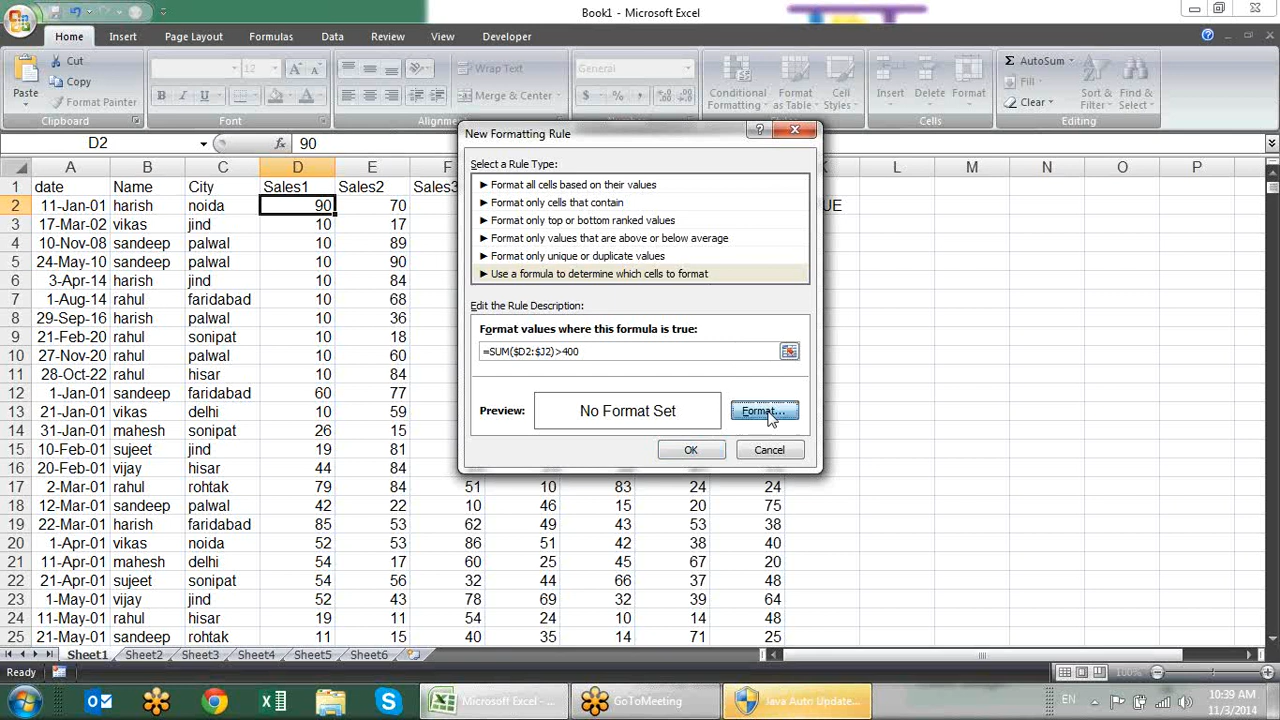 Book1 - Microsoft Excel
Home Insert Page Layout Formulas Data Review View Developer
Paste
Cut
Copy
Format Painter
Clipboard
12
B I U
Font
Wrap Text
Merge & Center
Alignm
General
$ % ,
Conditional Formatting
Format as Table
Cell Styles
Insert Delete Format
Cells
AutoSum
Fill
Clear
Sort & Filter
Find & Select
Editing
D2 fx 90
A B C D E F L M N O P
1 date Name City Sales1 Sales2 Sales3
2 11-Jan-01 harish noida 90 70 UE
3 17-Mar-02 vikas jind 10 17
4 10-Nov-08 sandeep palwal 10 89
5 24-May-10 sandeep palwal 10 90
6 3-Apr-14 harish jind 10 84
7 1-Aug-14 rahul faridabad 10 68
8 29-Sep-16 harish palwal 10 36
9 21-Feb-20 rahul sonipat 10 18
10 27-Nov-20 rahul palwal 10 60
11 28-Oct-22 rahul hisar 10 84
12 1-Jan-01 sandeep faridabad 60 77
13 21-Jan-01 vikas delhi 10 59
14 31-Jan-01 mahesh sonipat 26 15
15 10-Feb-01 sujeet jind 19 81
16 20-Feb-01 vijay hisar 44 84
17 2-Mar-01 rahul rohtak 79 84 51 10 83 24 24
18 12-Mar-01 sandeep palwal 42 22 10 46 15 20 75
19 22-Mar-01 harish faridabad 85 53 62 49 43 53 38
20 1-Apr-01 vikas noida 52 53 86 51 42 38 40
21 11-Apr-01 mahesh delhi 54 17 60 25 45 67 20
22 21-Apr-01 sujeet sonipat 54 56 32 44 66 37 48
23 1-May-01 vijay jind 52 43 78 69 32 39 64
24 11-May-01 rahul hisar 19 11 54 24 10 14 48
25 21-May-01 sandeep rohtak 11 15 40 35 14 71 25
New Formatting Rule
Select a Rule Type:
► Format all cells based on their values
► Format only cells that contain
► Format only top or bottom ranked values
► Format only values that are above or below average
► Format only unique or duplicate values
► Use a formula to determine which cells to format
Edit the Rule Description:
Format values where this formula is true:
=SUM($D2:$J2)>400
Preview: No Format Set Format...
OK Cancel
Sheet1 Sheet2 Sheet3 Sheet4 Sheet5 Sheet6
Ready 100%
Microsoft Excel - ... GoToMeeting Java Auto Update... EN
10:39 AM
11/3/2014